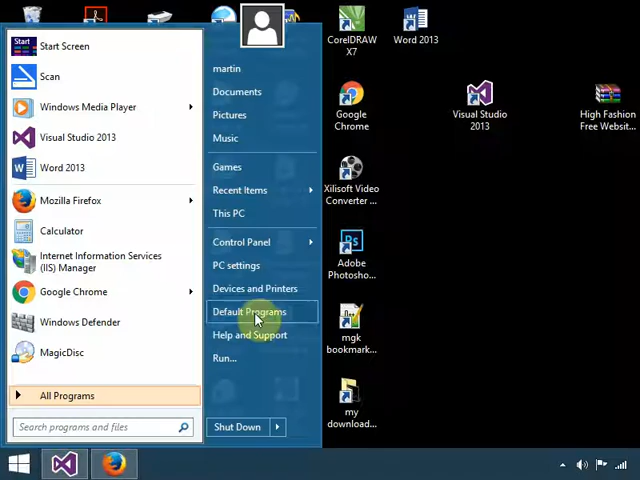 Start
Start Screen
Scan
Windows Media Player
Visual Studio 2013
Word 2013
Mozilla Firefox
Calculator
Internet Information Services
(IIS) Manager
Google Chrome
Windows Defender
MagicDisc
All Programs
Search programs and files
martin
Documents
Pictures
Music
Games
Recent Items
This PC
Control Panel
PC settings
Devices and Printers
Default Programs
Help and Support
Run...
Shut Down
CorelDRAW
X7
Word 2013
Google
Chrome
Visual Studio
2013
High Fashion
Free Websit...
Xilisoft Video
Converter ...
Ps
Adobe
Photosho...
mgk
bookmark...
my
download...